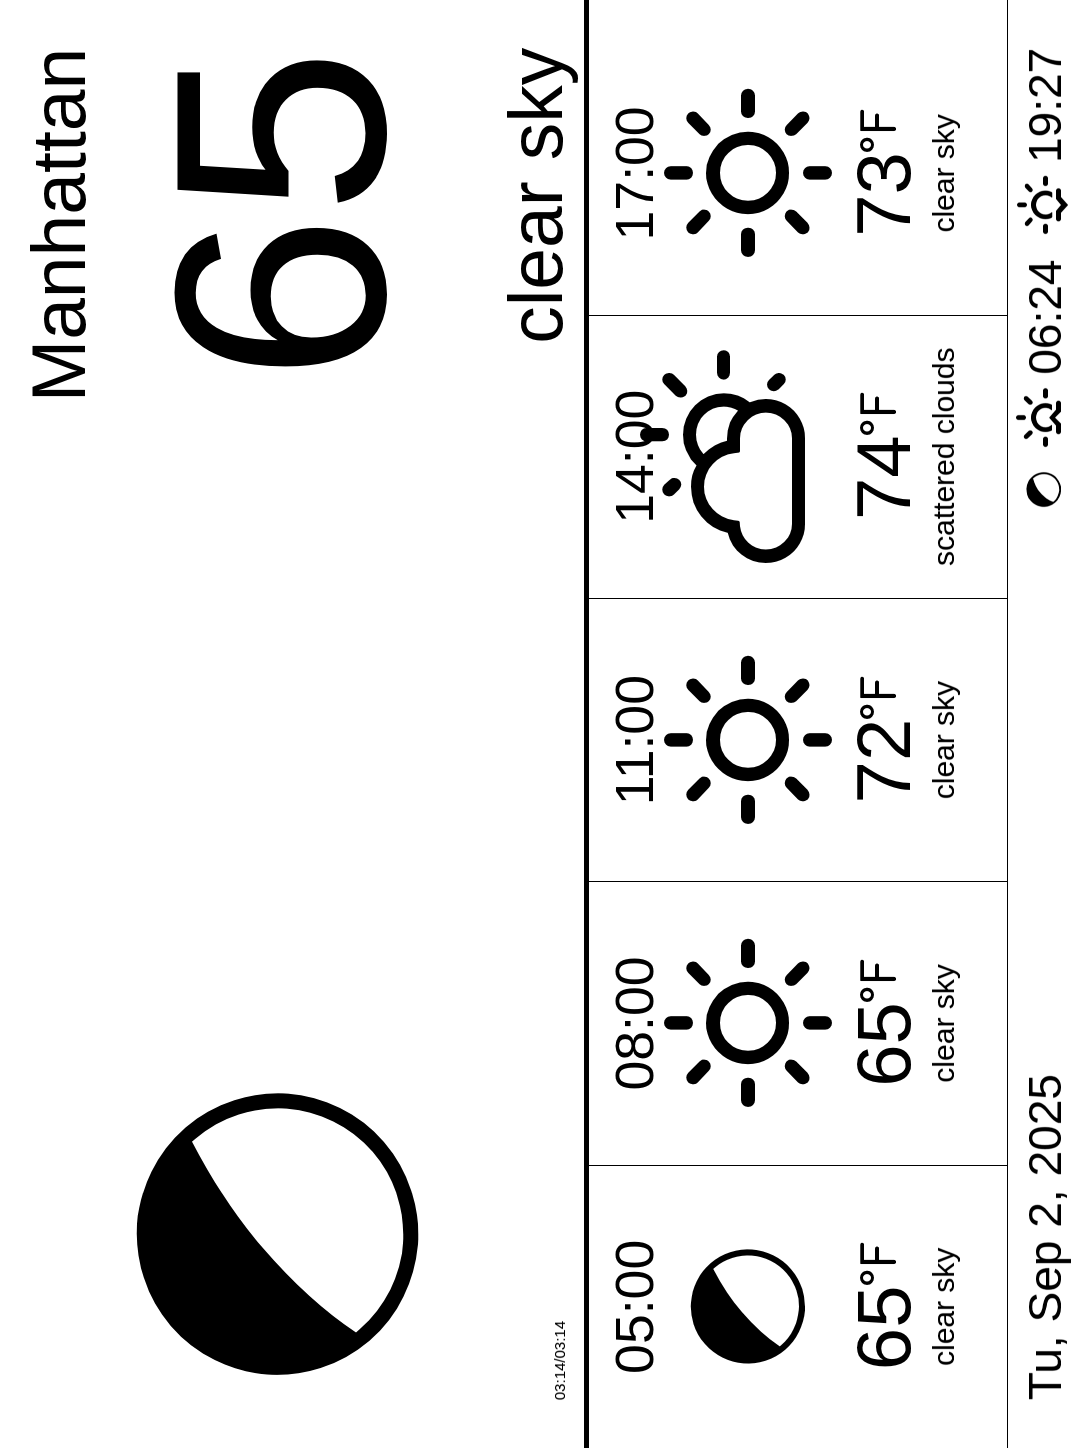 Manhattan
65
clear sky
03:14/03:14
05:00
65°F
clear sky
08:00
65°F
clear sky
11:00
72°F
clear sky
14:00
74°F
scattered clouds
17:00
73°F
clear sky
Tu, Sep 2, 2025
06:24
19:27